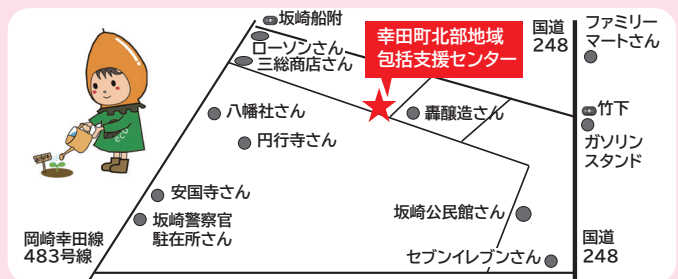 坂崎船附
ローソンさん
三総商店さん
幸田町北部地域
包括支援センター
国道
248
ファミリー
マートさん
八幡社さん
轟醸造さん
竹下
円行寺さん
ガソリン
スタンド
eco
安国寺さん
坂崎警察官
駐在所さん
坂崎公民館さん
岡崎幸田線
483号線
セブンイレブンさん
国道
248